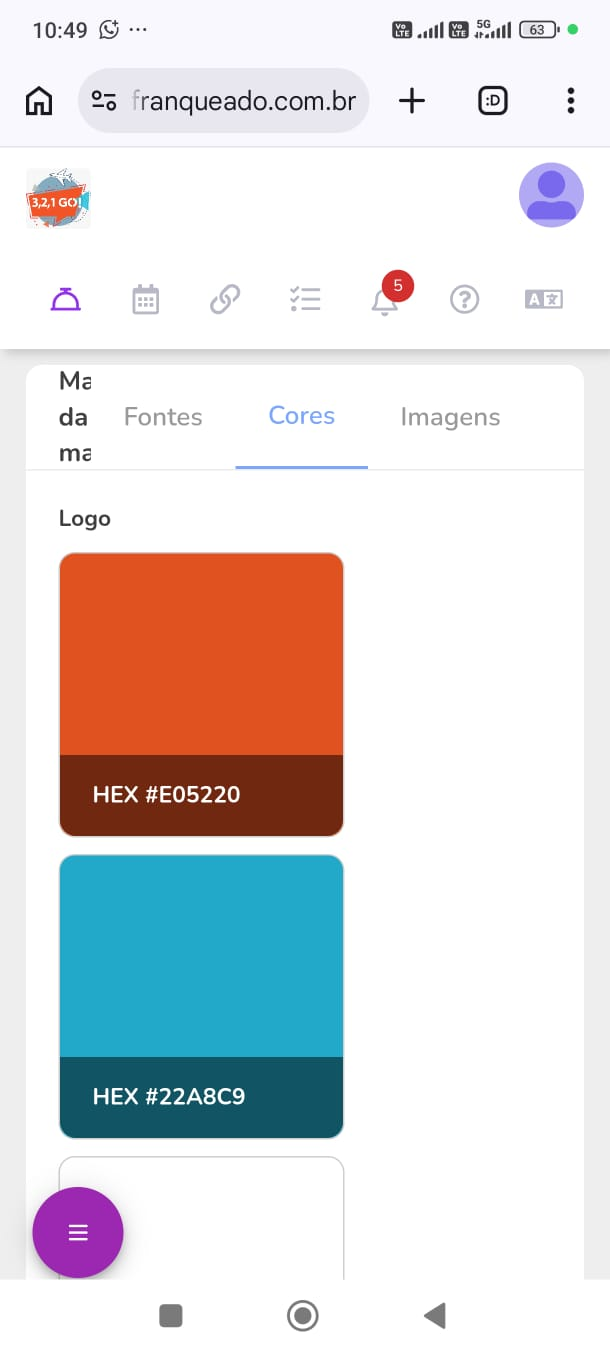 10:49
5G
63
franqueado.com.br
:D
3,2,1 GO!
5
Ma
da
ma
Fontes
Cores
Imagens
Logo
HEX #E05220
HEX #22A8C9